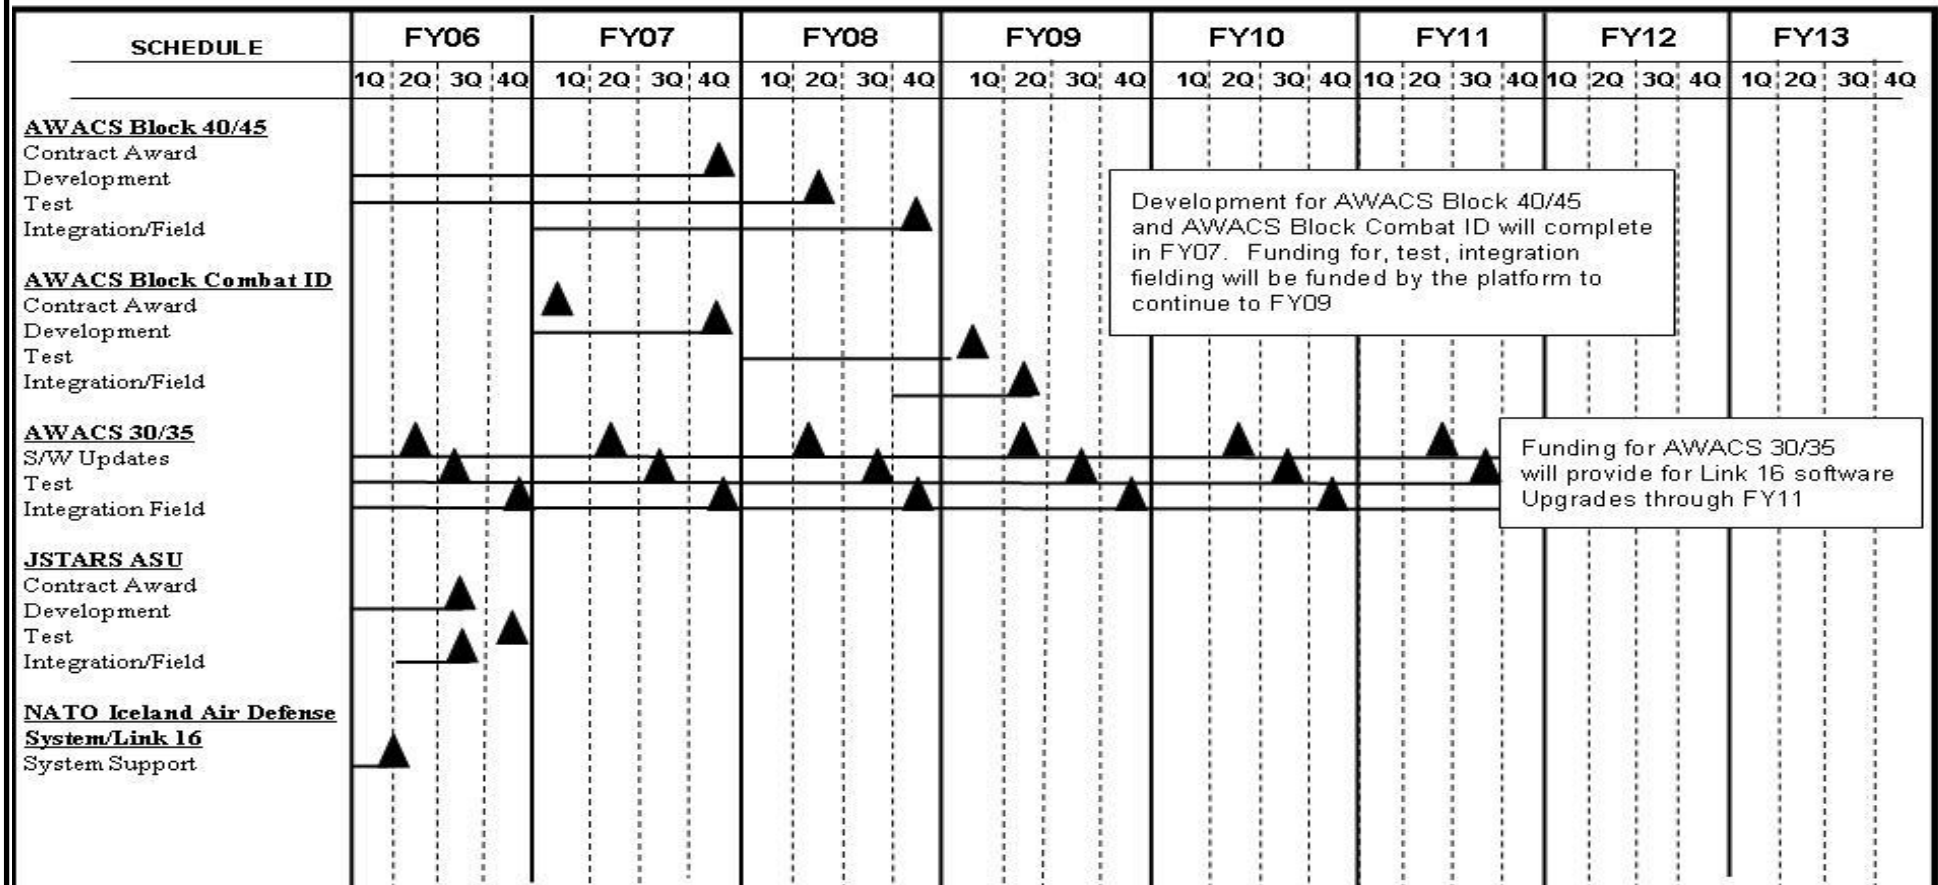 SCHEDULE FY06 FY07 FY08 FY09 FY10 FY11 FY12 FY13
1Q 2Q 3Q 4Q 1Q 2Q 3Q 4Q 1Q 2Q 3Q 4Q 1Q 2Q 3Q 4Q 1Q 2Q 3Q 4Q 1Q 2Q 3Q 4Q 1Q 2Q 3Q 4Q 1Q 2Q 3Q 4Q
AWACS Block 40/45
Contract Award
Development
Test
Integration/Field
Development for AWACS Block 40/45
and AWACS Block Combat ID will complete
in FY07. Funding for, test, integration
fielding will be funded by the platform to
continue to FY09
AWACS Block Combat ID
Contract Award
Development
Test
Integration/Field
AWACS 30/35
S/W Updates
Test
Integration Field
Funding for AWACS 30/35
will provide for Link 16 software
Upgrades through FY11
JSTARS ASU
Contract Award
Development
Test
Integration/Field
NATO Iceland Air Defense
System/Link 16
System Support